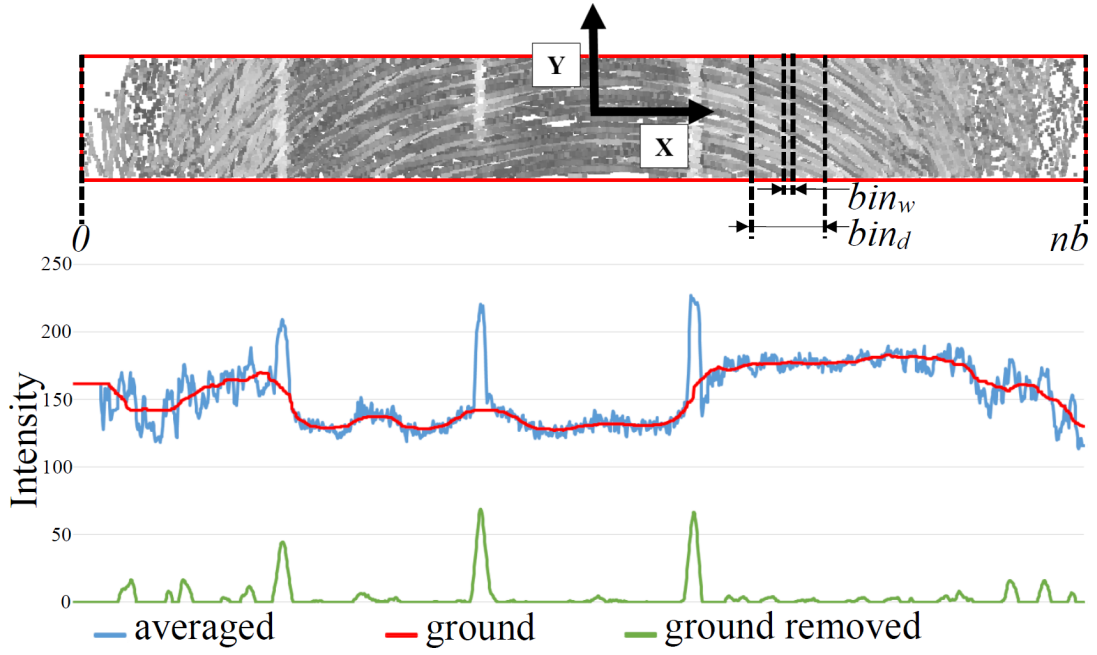 Y
X
bin_w
0 bin_d nb
250
200
150
100
50
0
Intensity
averaged ground ground removed